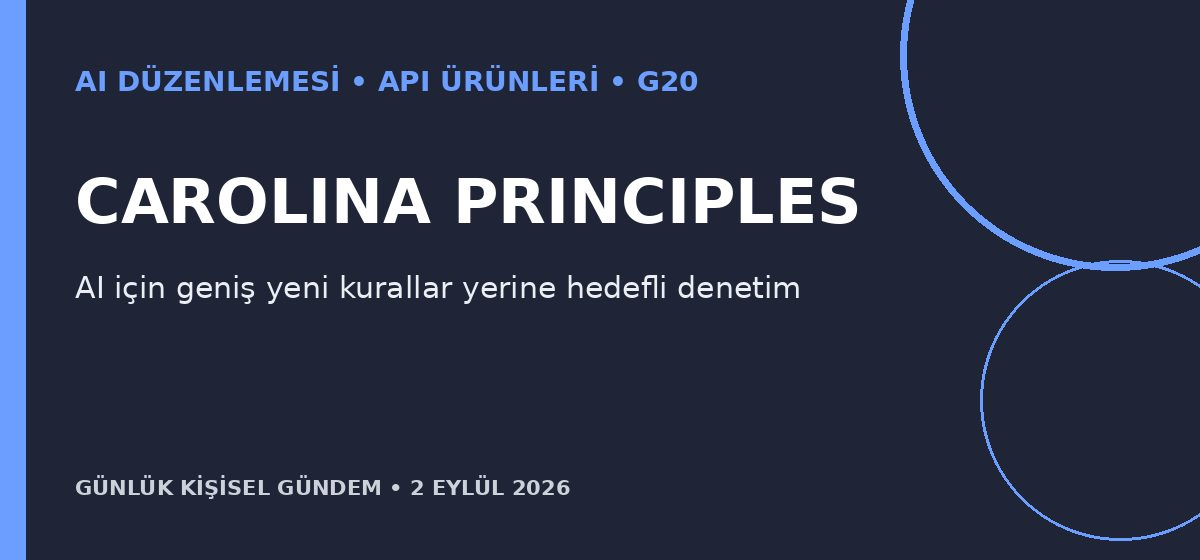 AI DÜZENLEMESİ • API ÜRÜNLERİ • G20
CAROLINA PRINCIPLES
AI için geniş yeni kurallar yerine hedefli denetim
GÜNLÜK KİŞİSEL GÜNDEM • 2 EYLÜL 2026